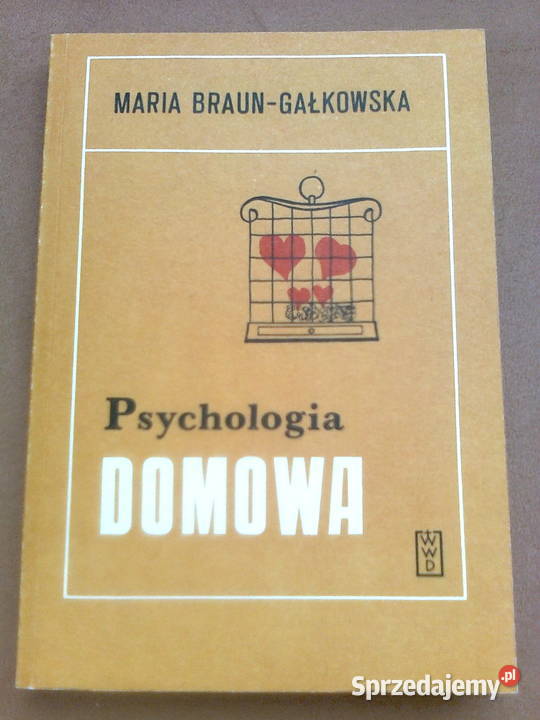 MARIA BRAUN-GAŁKOWSKA
Psychologia
DOMOWA
WWD
Sprzedajemy.pl